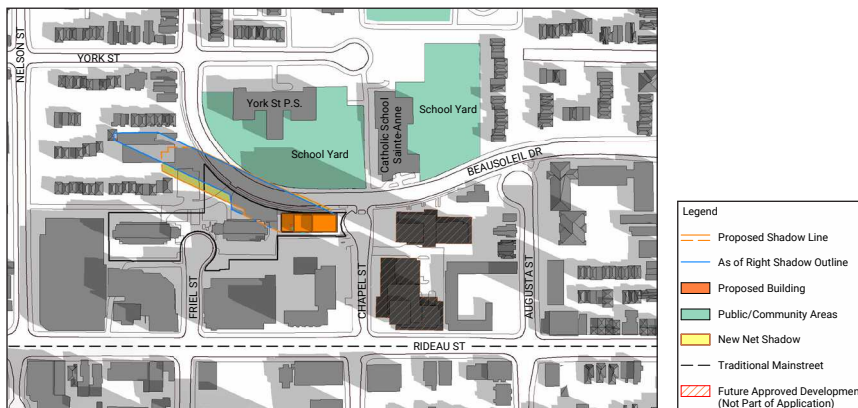 NELSON ST
YORK ST
York St P.S.
School Yard
Catholic School
Sainte-Anne
School Yard
BEAUSOLEIL DR
FRIEL ST
CHAPEL ST
AUGUSTA ST
RIDEAU ST
Legend
Proposed Shadow Line
As of Right Shadow Outline
Proposed Building
Public/Community Areas
New Net Shadow
Traditional Mainstreet
Future Approved Developmen
(Not Part of Application)